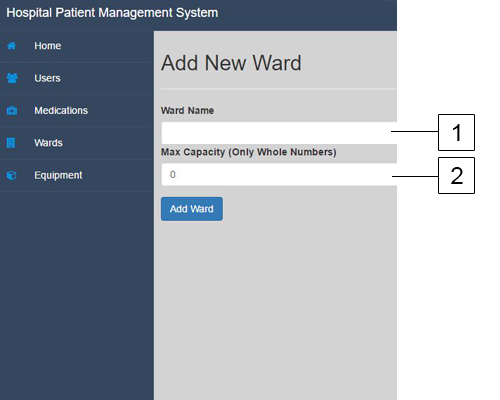 Hospital Patient Management System
Home
Users
Medications
Wards
Equipment
Add New Ward
Ward Name
1
Max Capacity (Only Whole Numbers)
0
2
Add Ward